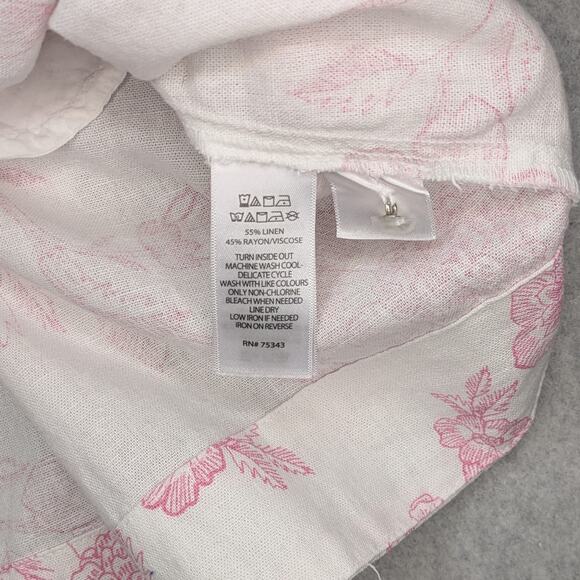 55% LINEN
45% RAYON/VISCOSE
TURN INSIDE OUT
MACHINE WASH COOL-
DELICATE CYCLE
WASH WITH LIKE COLOURS
ONLY NON-CHLORINE
BLEACH WHEN NEEDED
LINE DRY
LOW IRON IF NEEDED
IRON ON REVERSE
RN# 75343